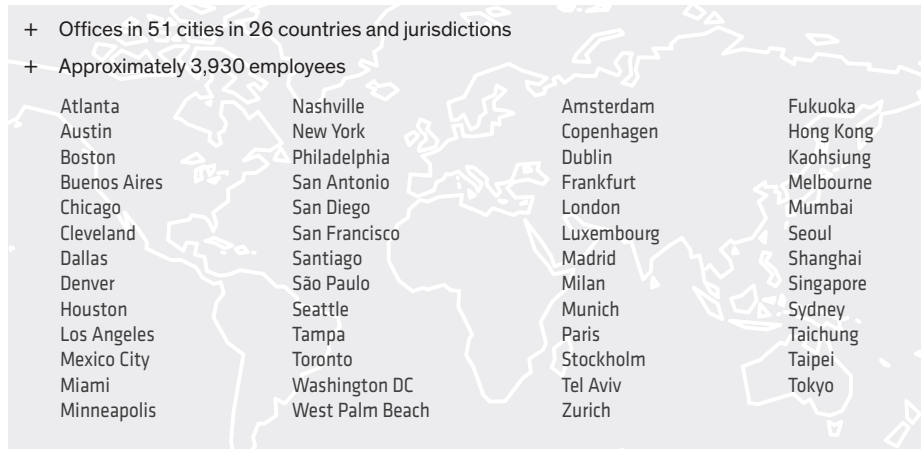 + Offices in 51 cities in 26 countries and jurisdictions
+ Approximately 3,930 employees
Atlanta
Austin
Boston
Buenos Aires
Chicago
Cleveland
Dallas
Denver
Houston
Los Angeles
Mexico City
Miami
Minneapolis
Nashville
New York
Philadelphia
San Antonio
San Diego
San Francisco
Santiago
São Paulo
Seattle
Tampa
Toronto
Washington DC
West Palm Beach
Amsterdam
Copenhagen
Dublin
Frankfurt
London
Luxembourg
Madrid
Milan
Munich
Paris
Stockholm
Tel Aviv
Zurich
Fukuoka
Hong Kong
Kaohsiung
Melbourne
Mumbai
Seoul
Shanghai
Singapore
Sydney
Taichung
Taipei
Tokyo